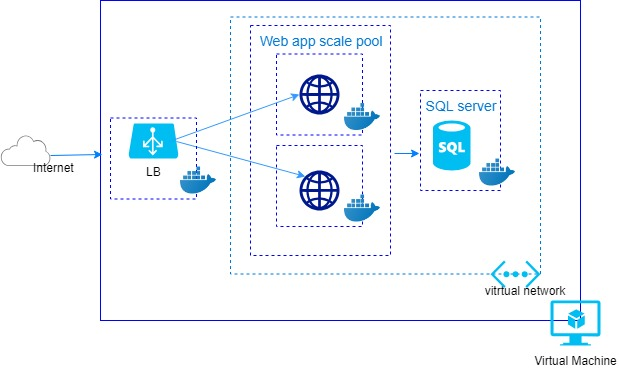 Web app scale pool
SQL server
SQL
LB
Internet
vitrtual network
Virtual Machine